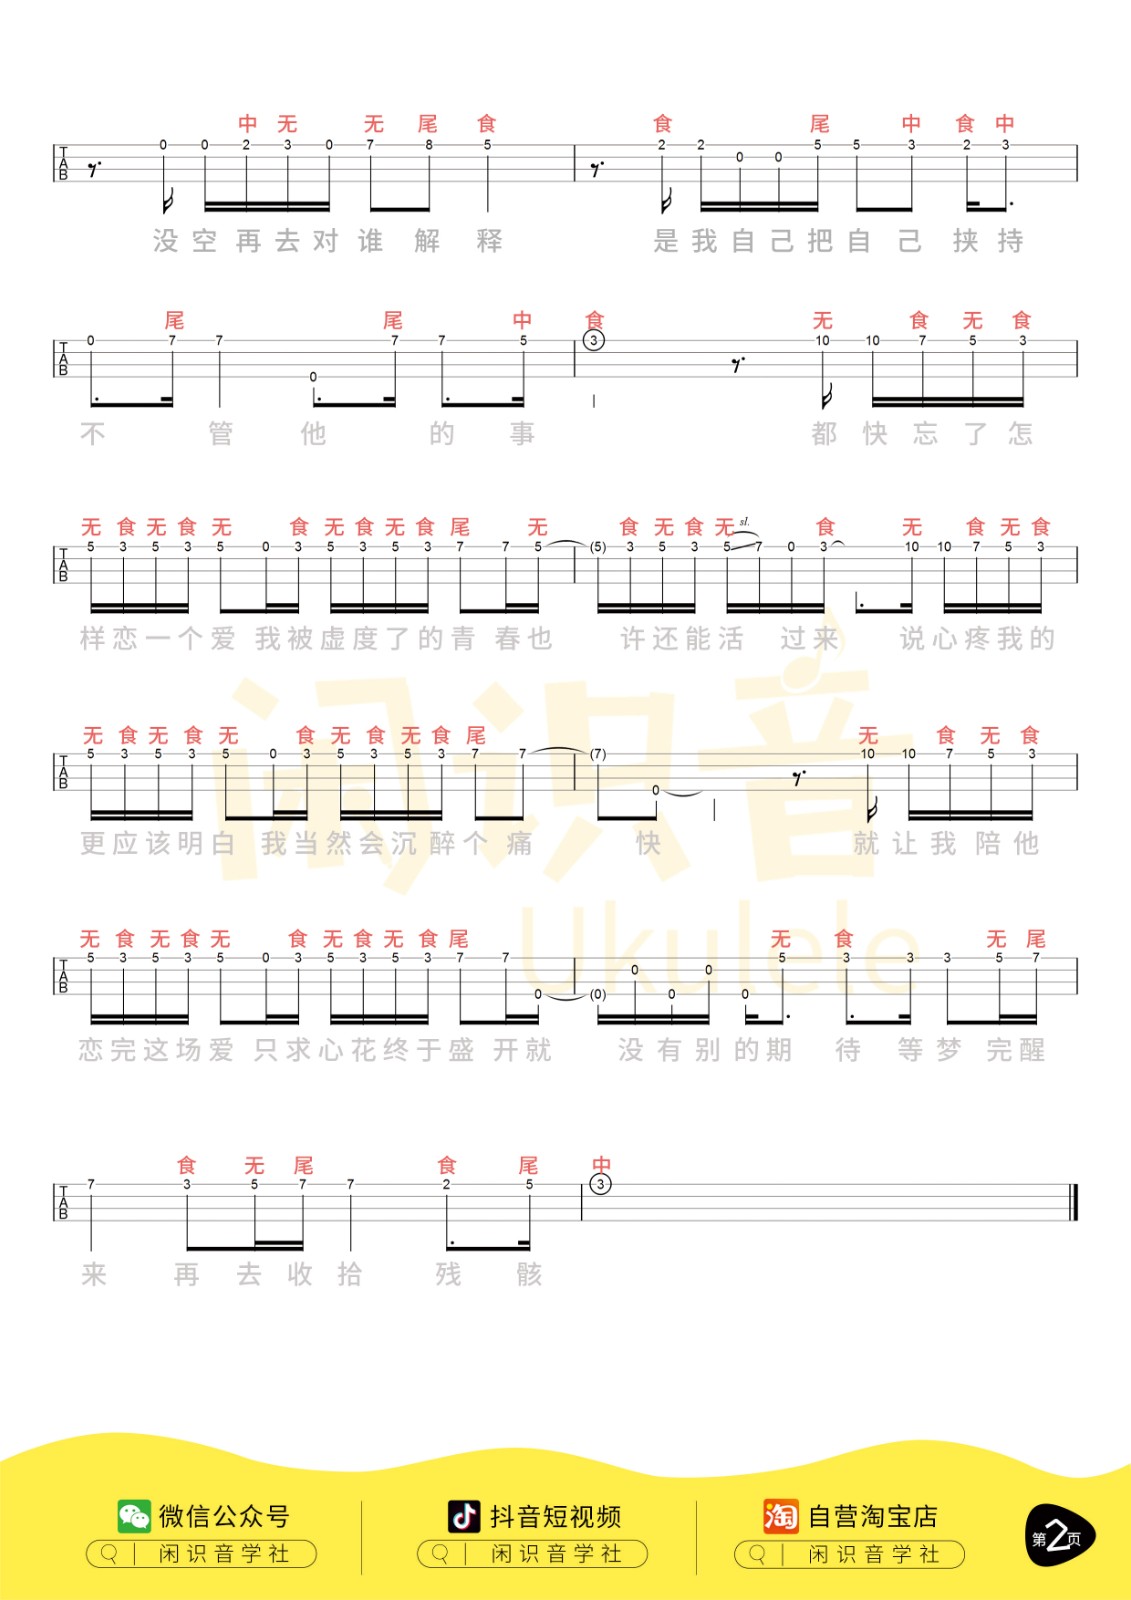 中 无 无 尾 食 食 尾 中 食 中
TAB 0 0 2 3 0 7 8 5 2 2 0 0 5 5 3 2 3
没空再去对谁解释 是我自己把自己挟持
尾 尾 中 食 无 食 无 食
TAB 0 7 7 0 7 7 5 3 10 10 7 5 3
不管他的事 都快忘了怎
无 食 无 食 无 食 无 食 无 食 尾 无 食 无 食 无 sl. 食 无 食 无 食
TAB 5 3 5 3 5 0 3 5 3 5 3 7 7 5 (5) 3 5 3 5 7 0 3 10 10 7 5 3
样恋一个爱 我被虚度了的青 春也 许还能活 过来 说心疼我的
无 食 无 食 无 食 无 食 无 食 尾 无 食 无 食
TAB 5 3 5 3 5 0 3 5 3 5 3 7 7 (7) 0 10 10 7 5 3
更应该明白 我当然会沉醉个痛 快 就让我陪他
无 食 无 食 无 食 无 食 无 食 尾 无 食 无 尾
TAB 5 3 5 3 5 0 3 5 3 5 3 7 7 0 (0) 0 0 0 0 5 3 3 3 5 7
恋完这场爱 只求心花终于盛 开就 没有别的期 待 等梦 完醒
食 无 尾 食 尾 中
TAB 7 3 5 7 7 2 5 3
来 再 去 收 拾 残 骸
闲识音
Ukulele
微信公众号 抖音短视频 自营淘宝店
闲识音学社 闲识音学社 闲识音学社
淘
第2页